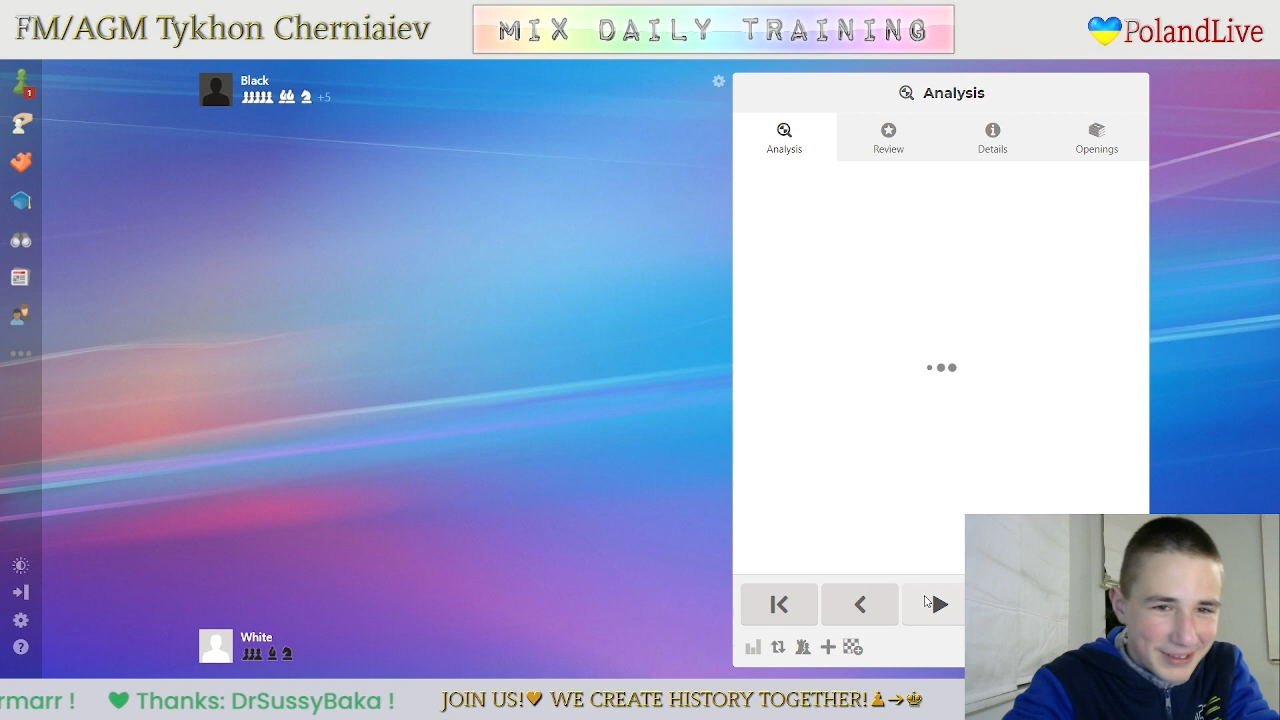 FM/AGM Tykhon Cherniaiev
MIX DAILY TRAINING
PolandLive
1
Black
+5
Analysis
Analysis
Review
Details
Openings
White
rmarr !
Thanks: DrSussyBaka !
JOIN US! WE CREATE HISTORY TOGETHER!